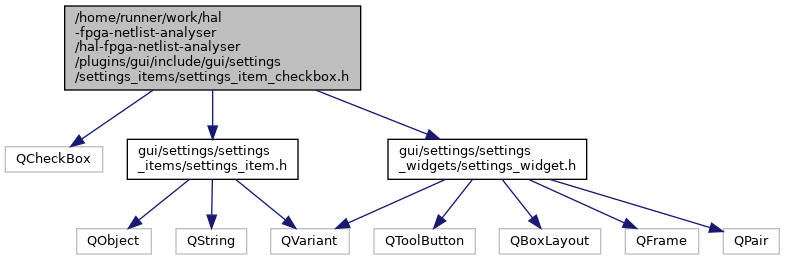 /home/runner/work/hal
-fpga-netlist-analyser
/hal-fpga-netlist-analyser
/plugins/gui/include/gui/settings
/settings_items/settings_item_checkbox.h
QCheckBox
gui/settings/settings
_items/settings_item.h
gui/settings/settings
_widgets/settings_widget.h
QObject
QString
QVariant
QToolButton
QBoxLayout
QFrame
QPair